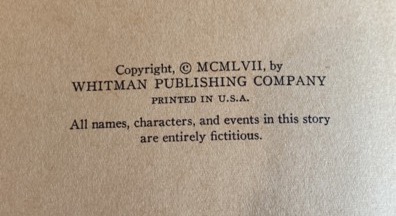 Copyright, © MCMLVII, by
WHITMAN PUBLISHING COMPANY
PRINTED IN U.S.A.
All names, characters, and events in this story
are entirely fictitious.